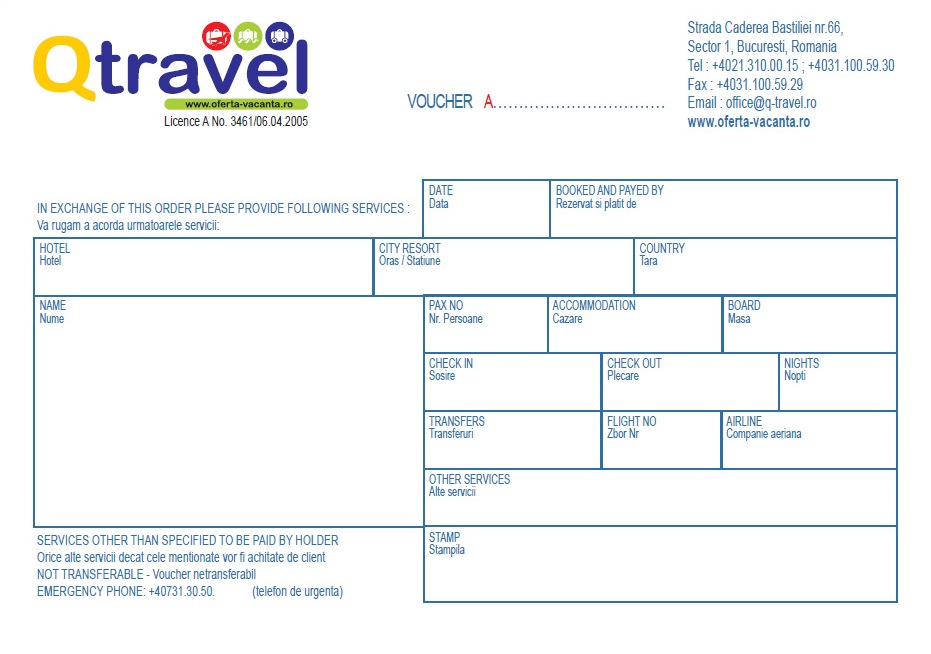 Qtravel
www.oferta-vacanta.ro
Licence A No. 3461/06.04.2005
VOUCHER A.................................
Strada Caderea Bastiliei nr.66,
Sector 1, Bucuresti, Romania
Tel : +4021.310.00.15 ; +4031.100.59.30
Fax : +4031.100.59.29
Email : office@q-travel.ro
www.oferta-vacanta.ro
IN EXCHANGE OF THIS ORDER PLEASE PROVIDE FOLLOWING SERVICES :
Va rugam a acorda urmatoarele servicii:
DATE
Data
BOOKED AND PAYED BY
Rezervat si platit de
HOTEL
Hotel
CITY RESORT
Oras / Statiune
COUNTRY
Tara
NAME
Nume
PAX NO
Nr. Persoane
ACCOMMODATION
Cazare
BOARD
Masa
CHECK IN
Sosire
CHECK OUT
Plecare
NIGHTS
Nopti
TRANSFERS
Transferuri
FLIGHT NO
Zbor Nr
AIRLINE
Companie aeriana
OTHER SERVICES
Alte servicii
STAMP
Stampila
SERVICES OTHER THAN SPECIFIED TO BE PAID BY HOLDER
Orice alte servicii decat cele mentionate vor fi achitate de client
NOT TRANSFERABLE - Voucher netransferabil
EMERGENCY PHONE: +40731.30.50. (telefon de urgenta)